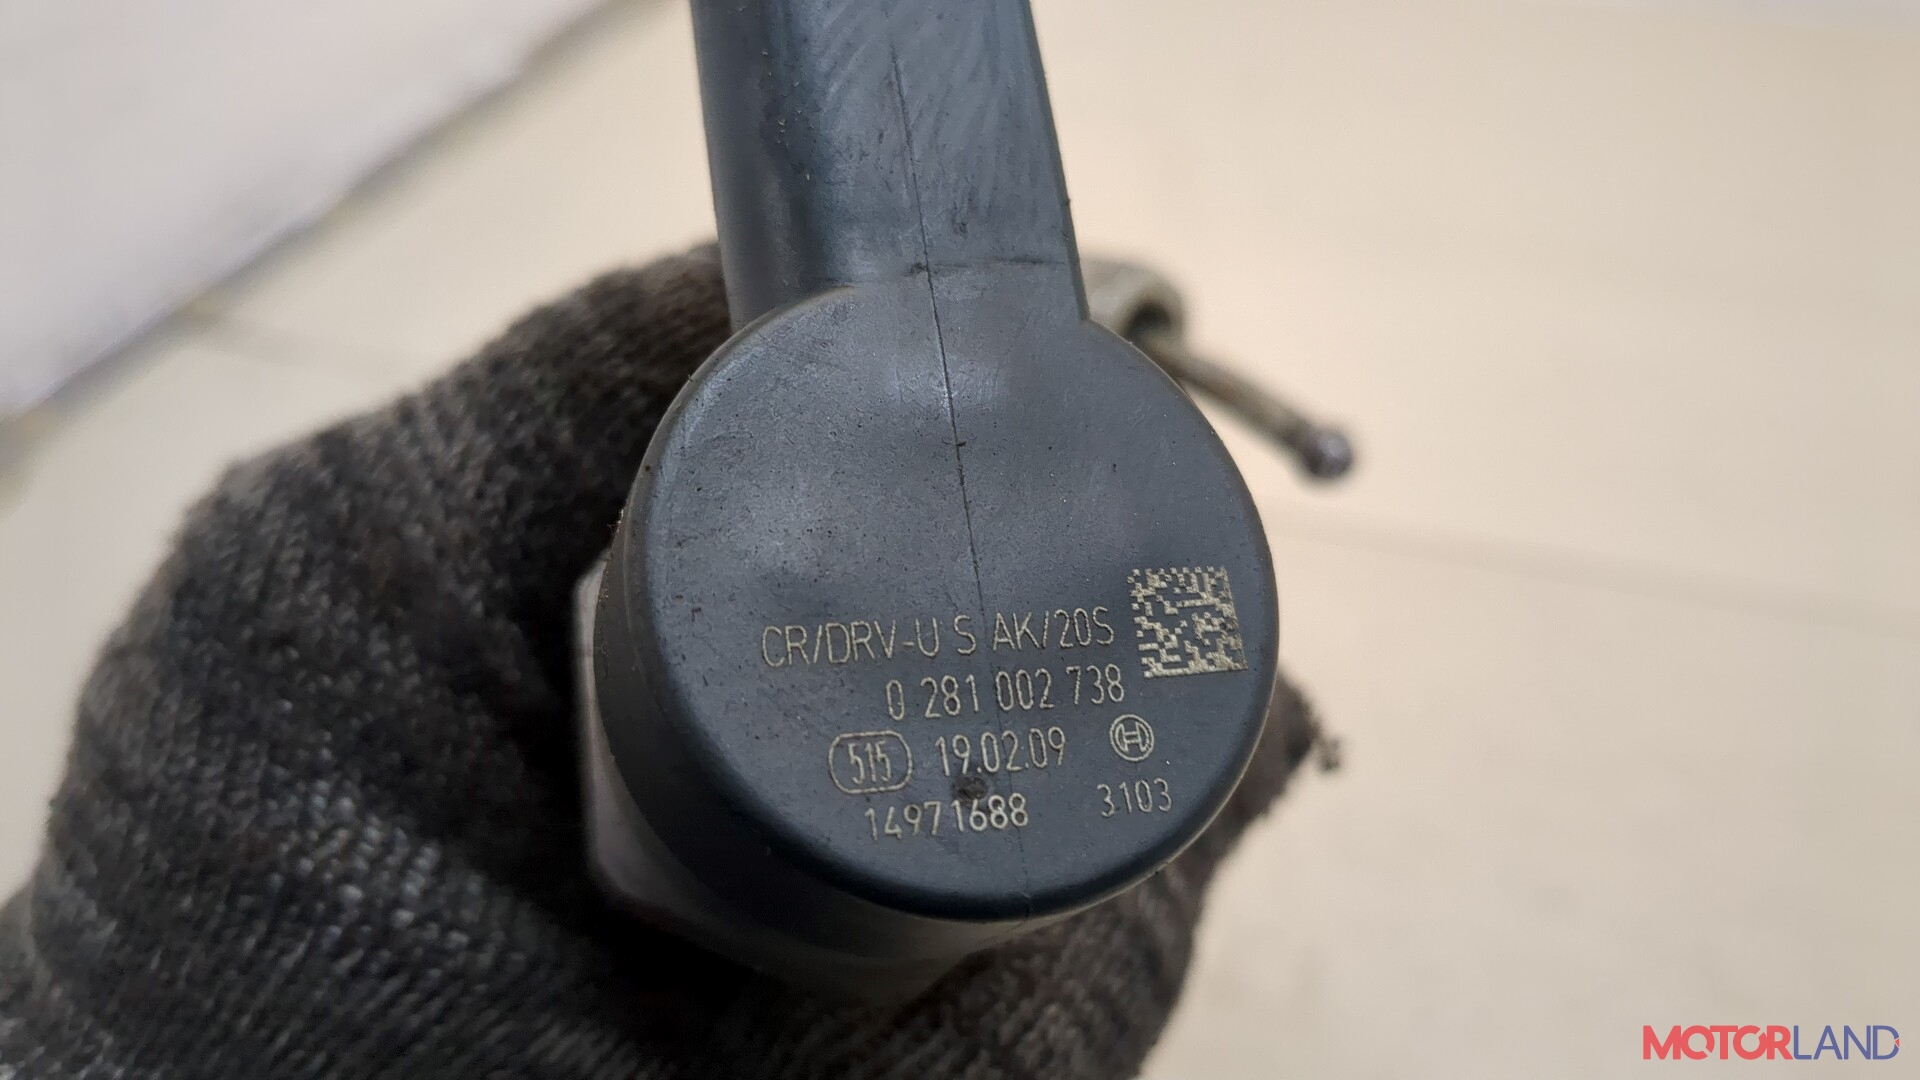 CR/DRV-U S AK/20S
0 281 002 738
515 19.02.09
14971688 3103
MOTORLAND